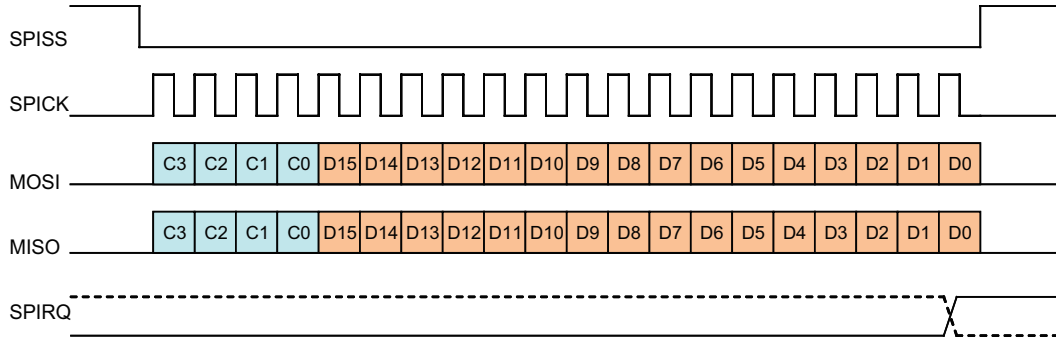 SPISS
SPICK
MOSI C3 C2 C1 C0 D15 D14 D13 D12 D11 D10 D9 D8 D7 D6 D5 D4 D3 D2 D1 D0
MISO C3 C2 C1 C0 D15 D14 D13 D12 D11 D10 D9 D8 D7 D6 D5 D4 D3 D2 D1 D0
SPIRQ